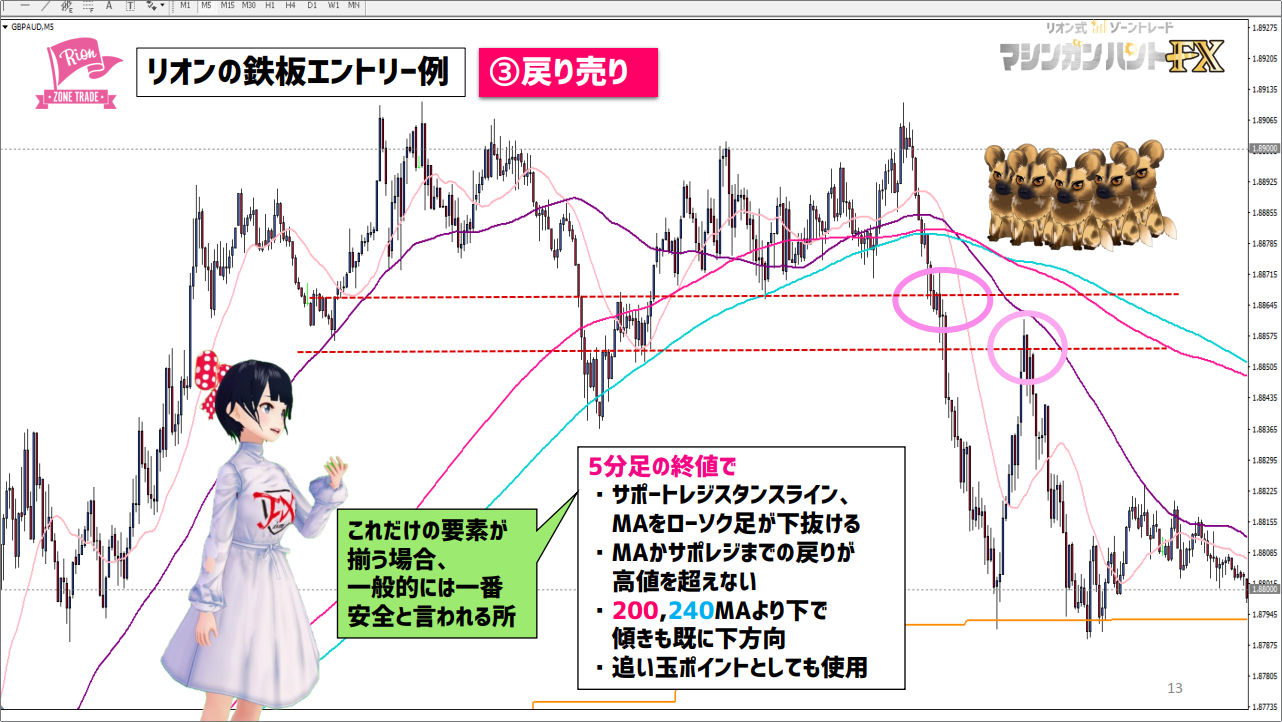 M1 M5 M15 M30 H1 H4 D1 W1 MN
GBPAUD,M5
Rion
ZONE TRADE
リオンの鉄板エントリー例
③戻り売り
リオン式 ゾーントレード
マシンガンハントFX
1.89275
1.89205
1.89135
1.89065
1.89000
1.88925
1.88855
1.88785
1.88715
1.88645
1.88575
1.88505
1.88435
1.88365
1.88295
1.88225
1.88155
1.88085
1.88015
1.88000
1.87945
1.87875
1.87805
1.87735
これだけの要素が
揃う場合、
一般的には一番
安全と言われる所
5分足の終値で
・サポートレジスタンスライン、
MAをローソク足が下抜ける
・MAかサポレジまでの戻りが
高値を超えない
・200,240MAより下で
傾きも既に下方向
・追い玉ポイントとしても使用
13